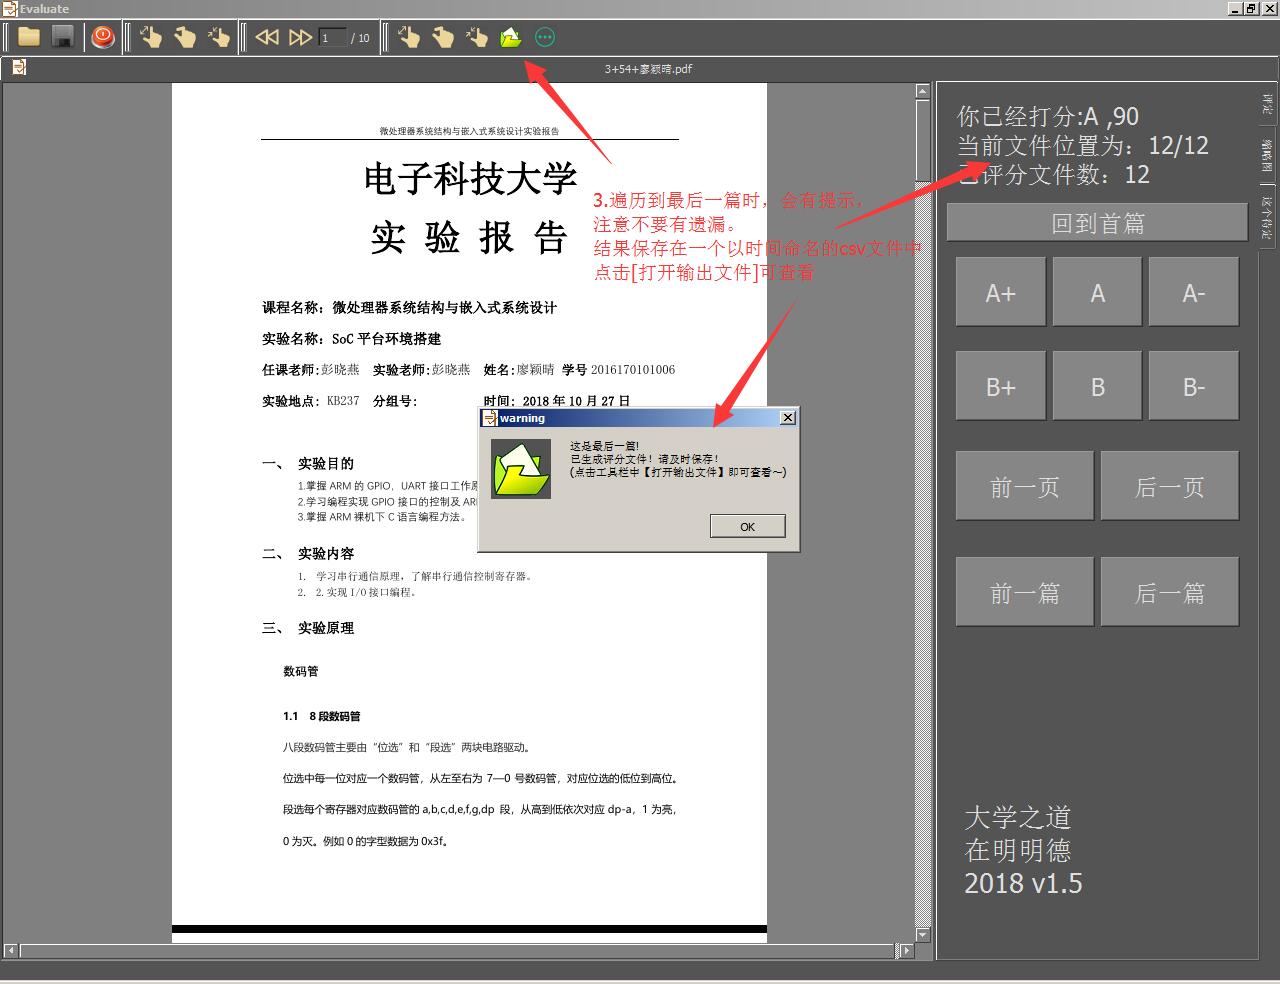 Evaluate
1 / 10
3+54+廖颖晴.pdf
微处理器系统结构与嵌入式系统设计实验报告
电子科技大学
实 验 报 告
课程名称：微处理器系统结构与嵌入式系统设计
实验名称：SoC 平台环境搭建
任课老师:彭晓燕 实验老师:彭晓燕 姓名:廖颖晴 学号 2016170101006
实验地点： KB237 分组号： 时间：2018 年 10 月 27 日
一、 实验目的
1.掌握 ARM 的 GPIO、UART 接口工作原
2.学习编程实现 GPIO 接口的控制及 AR
3.掌握 ARM 裸机下 C 语言编程方法。
二、 实验内容
1. 学习串行通信原理，了解串行通信控制寄存器。
2. 2.实现 I/O 接口编程。
三、 实验原理
数码管
1.1 8 段数码管
八段数码管主要由“位选”和“段选”两块电路驱动。
位选中每一位对应一个数码管，从左至右为 7—0 号数码管，对应位选的低位到高位。
段选每个寄存器对应数码管的 a,b,c,d,e,f,g,dp 段，从高到低依次对应 dp-a，1 为亮，
0 为灭。例如 0 的字型数据为 0x3f。
3.遍历到最后一篇时，会有提示，
注意不要有遗漏。
结果保存在一个以时间命名的csv文件中
点击[打开输出文件]可查看
warning
这是最后一篇!
已生成评分文件！请及时保存！
(点击工具栏中【打开输出文件】即可查看~)
OK
你已经打分:A ,90
当前文件位置为：12/12
已评分文件数：12
回到首篇
A+ A A-
B+ B B-
前一页 后一页
前一篇 后一篇
大学之道
在明明德
2018 v1.5
评定
缩略图
这个待定